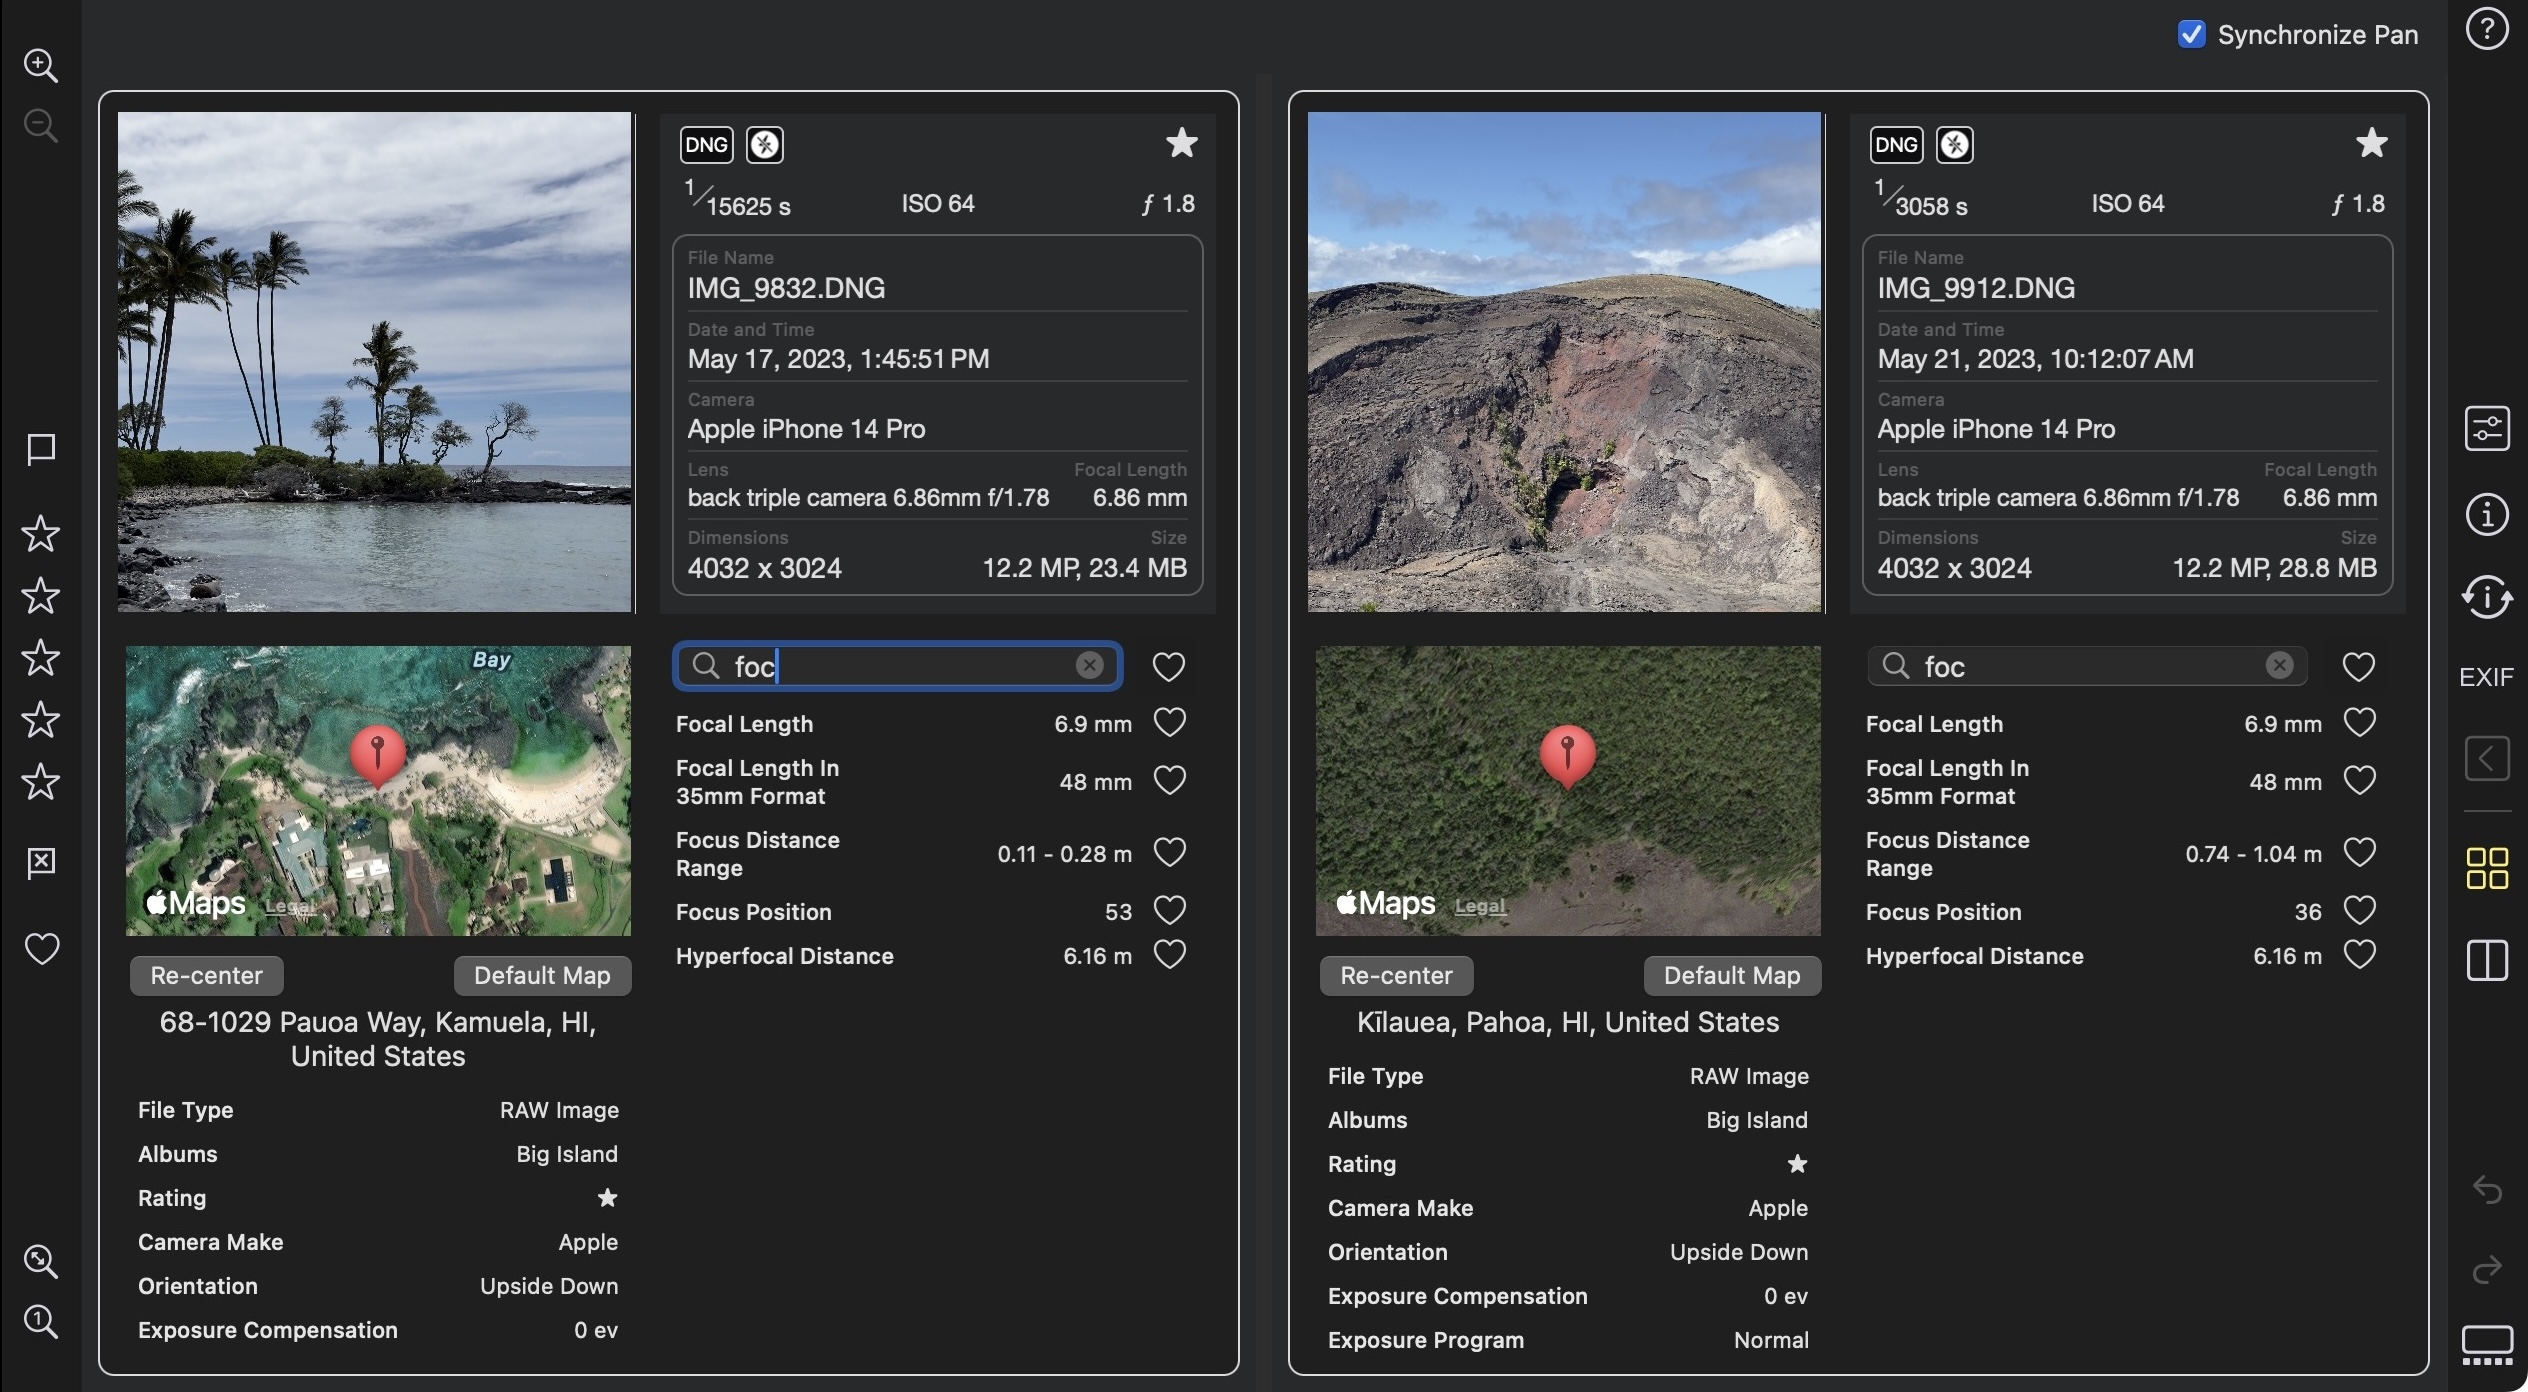 Synchronize Pan
DNG
1/15625 s ISO 64 ƒ 1.8
File Name
IMG_9832.DNG
Date and Time
May 17, 2023, 1:45:51 PM
Camera
Apple iPhone 14 Pro
Lens Focal Length
back triple camera 6.86mm f/1.78 6.86 mm
Dimensions Size
4032 x 3024 12.2 MP, 23.4 MB
Bay
Maps Legal
Re-center Default Map
68-1029 Pauoa Way, Kamuela, HI,
United States
File Type RAW Image
Albums Big Island
Rating ★
Camera Make Apple
Orientation Upside Down
Exposure Compensation 0 ev
foc
Focal Length 6.9 mm
Focal Length In
35mm Format 48 mm
Focus Distance
Range 0.11 - 0.28 m
Focus Position 53
Hyperfocal Distance 6.16 m
DNG
1/3058 s ISO 64 ƒ 1.8
File Name
IMG_9912.DNG
Date and Time
May 21, 2023, 10:12:07 AM
Camera
Apple iPhone 14 Pro
Lens Focal Length
back triple camera 6.86mm f/1.78 6.86 mm
Dimensions Size
4032 x 3024 12.2 MP, 28.8 MB
Maps Legal
Re-center Default Map
Kīlauea, Pahoa, HI, United States
File Type RAW Image
Albums Big Island
Rating ★
Camera Make Apple
Orientation Upside Down
Exposure Compensation 0 ev
Exposure Program Normal
foc
Focal Length 6.9 mm
Focal Length In
35mm Format 48 mm
Focus Distance
Range 0.74 - 1.04 m
Focus Position 36
Hyperfocal Distance 6.16 m
EXIF
1